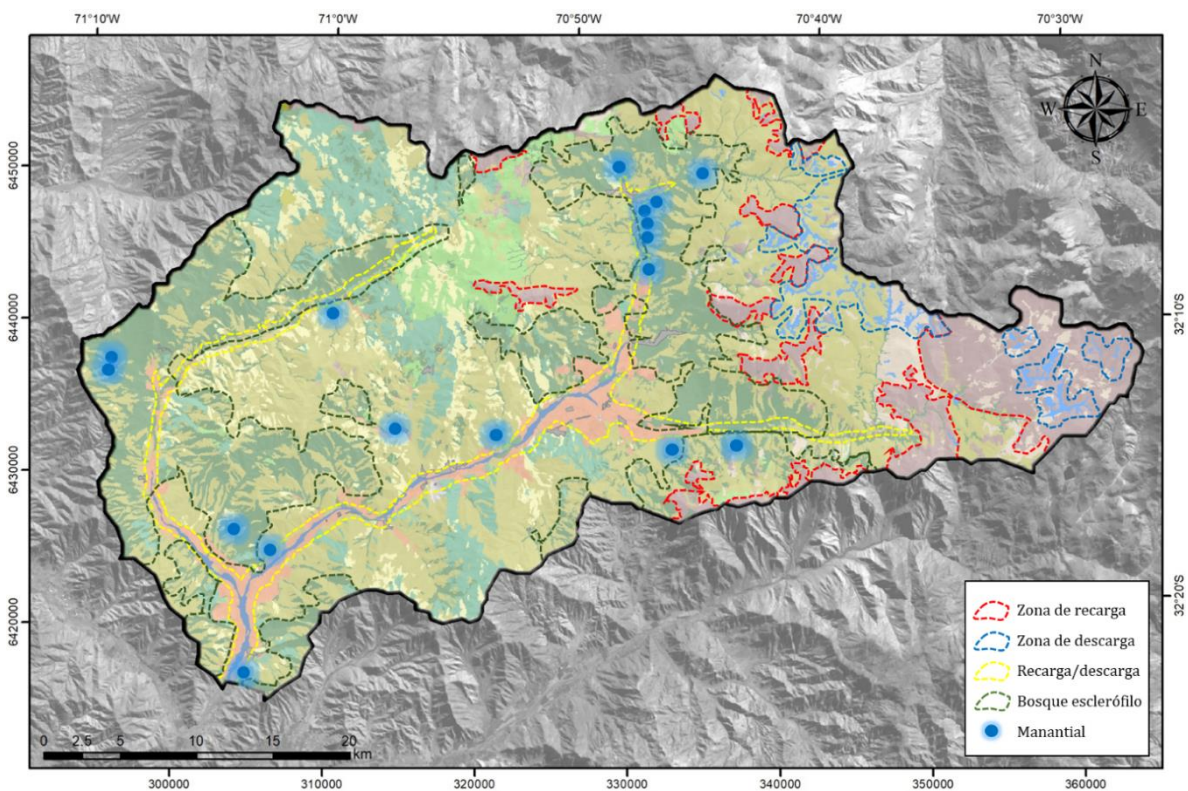 71°10'W 71°0'W 70°50'W 70°40'W 70°30'W
N
W E
S
6450000
6440000
6430000
6420000
32°10'S
32°20'S
Zona de recarga
Zona de descarga
Recarga/descarga
Bosque esclerófilo
Manantial
0 2.5 5 10 15 20
km
300000 310000 320000 330000 340000 350000 360000